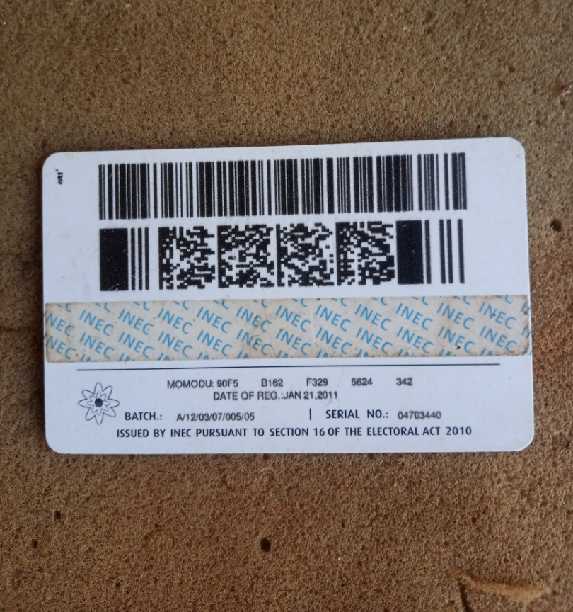 INEC INEC INEC INEC INEC INEC INEC INEC INEC
MOMODU: 90F5 B162 F329 5624 342
DATE OF REG.:JAN 21,2011
BATCH.: A/12/03/07/005/05 | SERIAL NO.: 04703440
ISSUED BY INEC PURSUANT TO SECTION 16 OF THE ELECTORAL ACT 2010